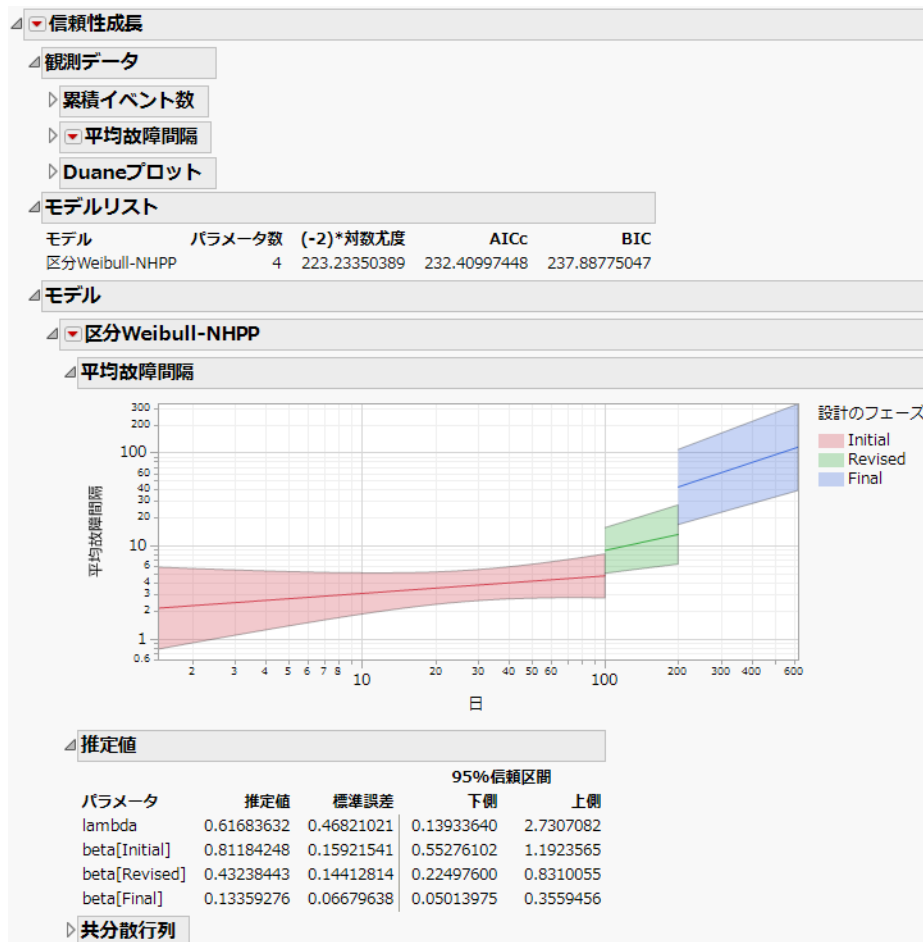 信頼性成長
観測データ
累積イベント数
平均故障間隔
Duaneプロット
モデルリスト
モデル パラメータ数 (-2)*対数尤度 AICc BIC
区分Weibull-NHPP 4 223.23350389 232.40997448 237.88775047
モデル
区分Weibull-NHPP
平均故障間隔
300
200
100
60
40
30
20
10
6
4
3
2
1
0.6
平均故障間隔
2 3 4 5 6 7 8 10 20 30 40 50 60 100 200 300 400 600
日
設計のフェーズ
Initial
Revised
Final
推定値
95%信頼区間
パラメータ 推定値 標準誤差 下側 上側
lambda 0.61683632 0.46821021 0.13933640 2.7307082
beta[Initial] 0.81184248 0.15921541 0.55276102 1.1923565
beta[Revised] 0.43238443 0.14412814 0.22497600 0.8310055
beta[Final] 0.13359276 0.06679638 0.05013975 0.3559456
共分散行列